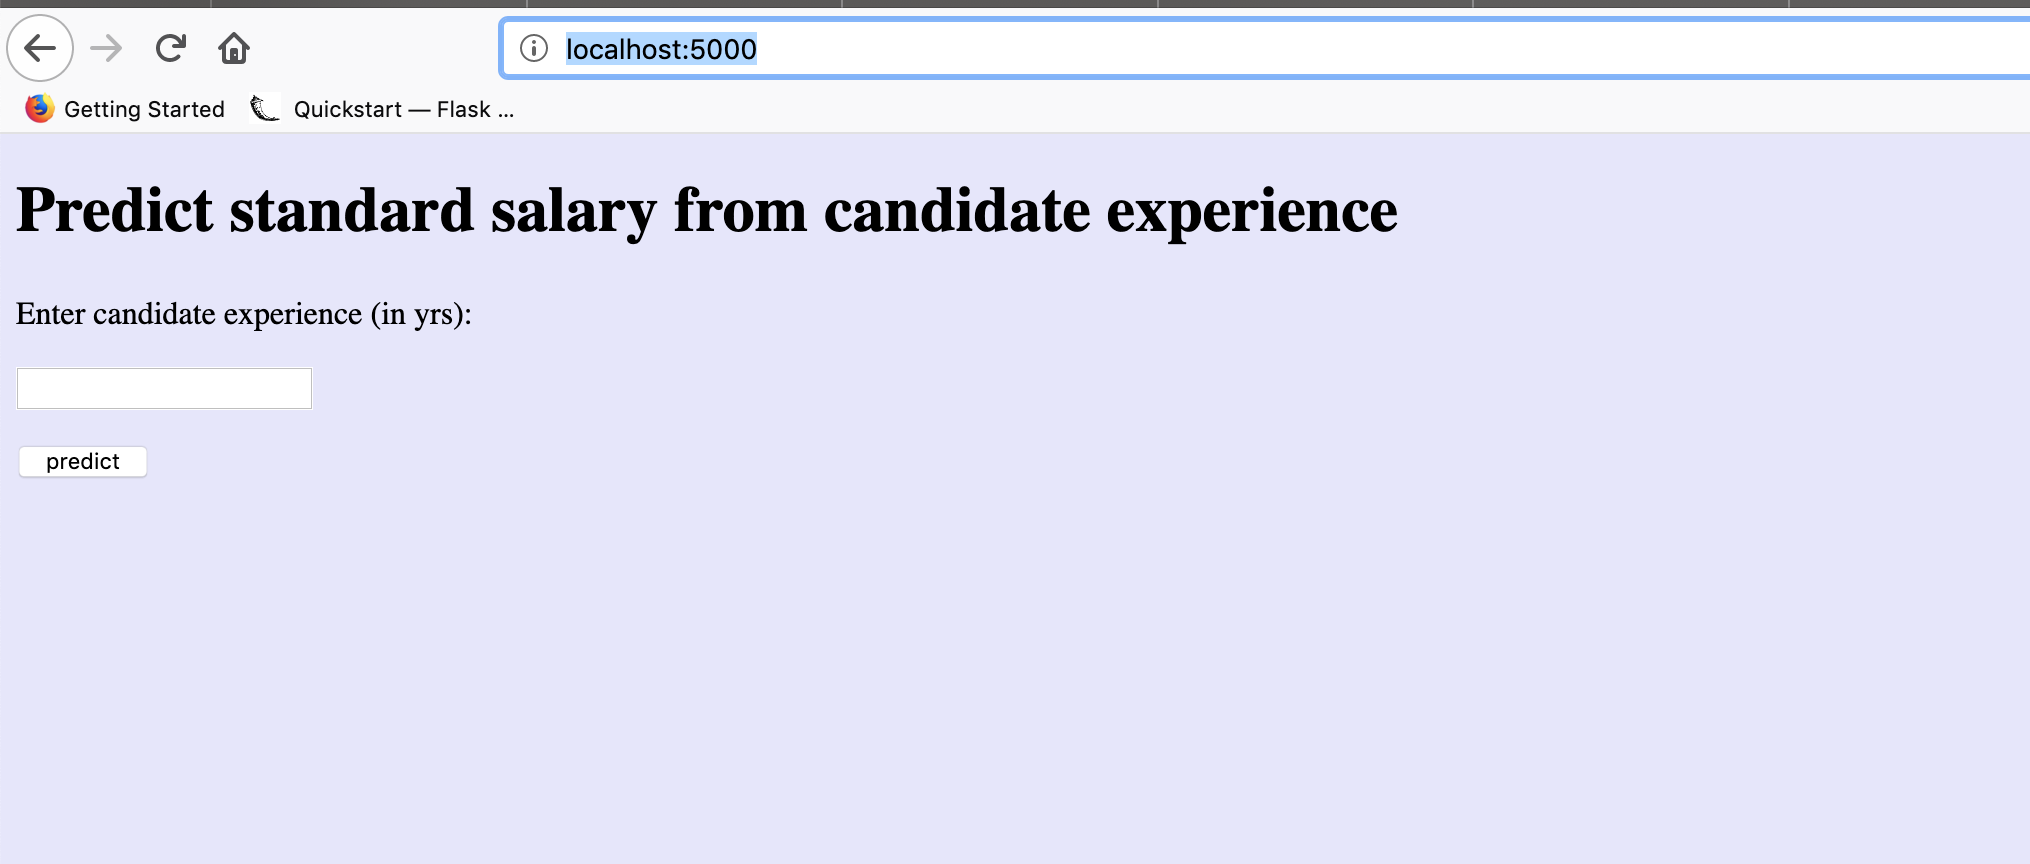 localhost:5000
Getting Started Quickstart — Flask ...
Predict standard salary from candidate experience
Enter candidate experience (in yrs):
predict